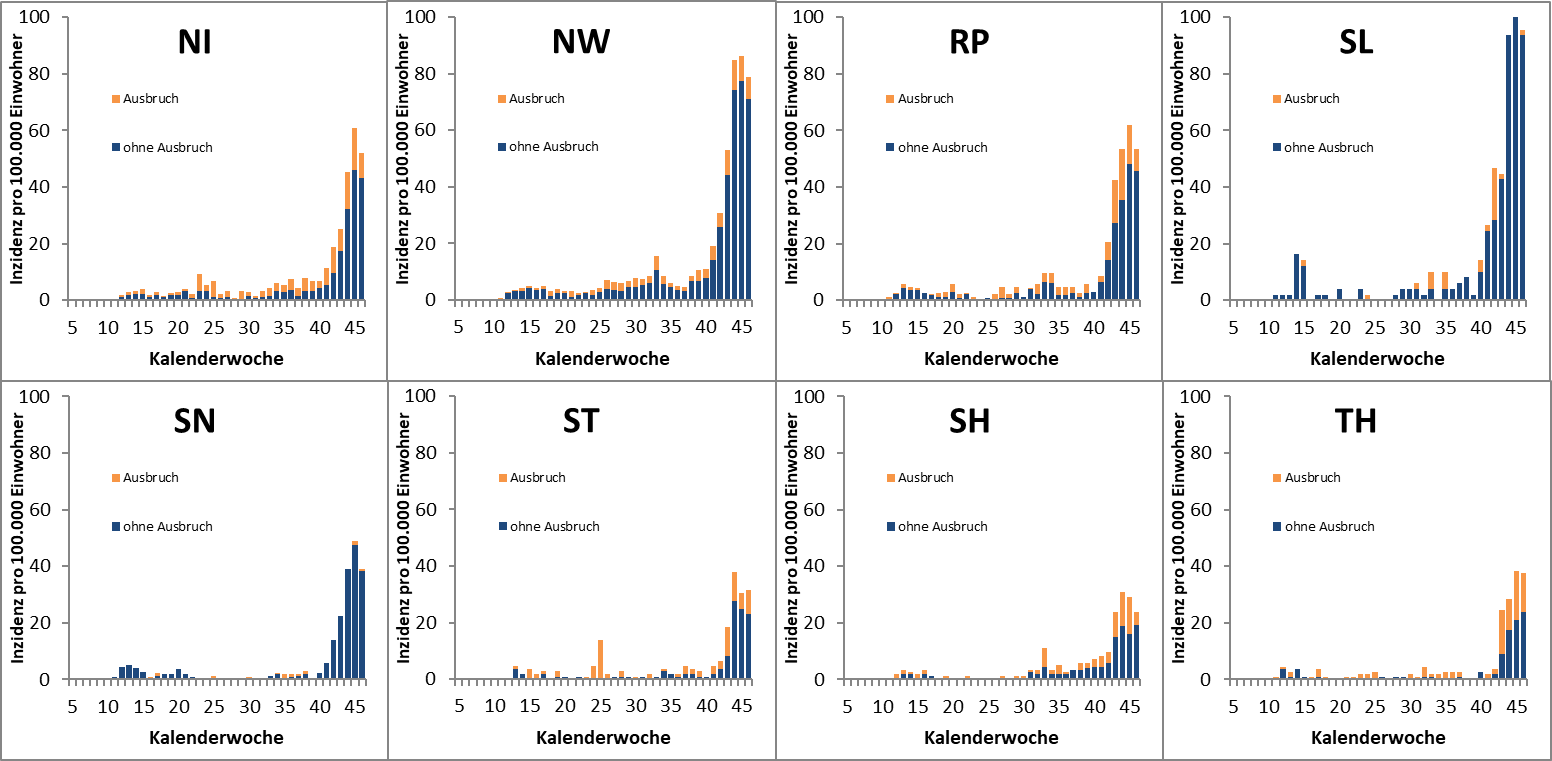 NI
Inzidenz pro 100.000 Einwohner
100
80
60
40
20
0
Ausbruch
ohne Ausbruch
5 10 15 20 25 30 35 40 45
Kalenderwoche
NW
Inzidenz pro 100.000 Einwohner
100
80
60
40
20
0
Ausbruch
ohne Ausbruch
5 10 15 20 25 30 35 40 45
Kalenderwoche
RP
Inzidenz pro 100.000 Einwohner
100
80
60
40
20
0
Ausbruch
ohne Ausbruch
5 10 15 20 25 30 35 40 45
Kalenderwoche
SL
Inzidenz pro 100.000 Einwohner
100
80
60
40
20
0
Ausbruch
ohne Ausbruch
5 10 15 20 25 30 35 40 45
Kalenderwoche
SN
Inzidenz pro 100.000 Einwohner
100
80
60
40
20
0
Ausbruch
ohne Ausbruch
5 10 15 20 25 30 35 40 45
Kalenderwoche
ST
Inzidenz pro 100.000 Einwohner
100
80
60
40
20
0
Ausbruch
ohne Ausbruch
5 10 15 20 25 30 35 40 45
Kalenderwoche
SH
Inzidenz pro 100.000 Einwohner
100
80
60
40
20
0
Ausbruch
ohne Ausbruch
5 10 15 20 25 30 35 40 45
Kalenderwoche
TH
Inzidenz pro 100.000 Einwohner
100
80
60
40
20
0
Ausbruch
ohne Ausbruch
5 10 15 20 25 30 35 40 45
Kalenderwoche